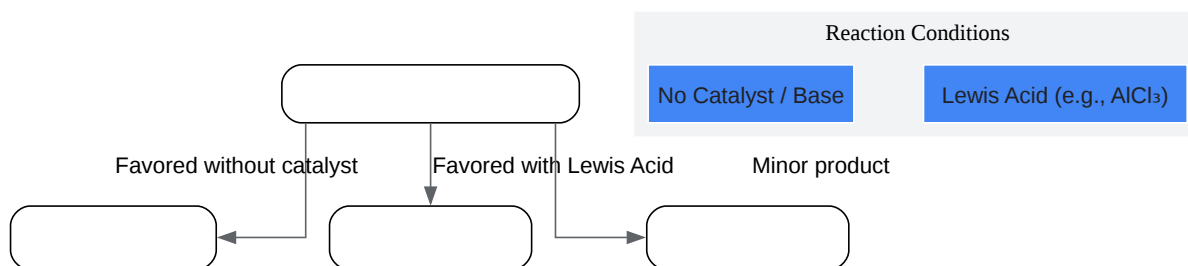 Reaction Conditions
No Catalyst / Base
Lewis Acid (e.g., AlCl₃)
Favored without catalyst
Favored with Lewis Acid
Minor product